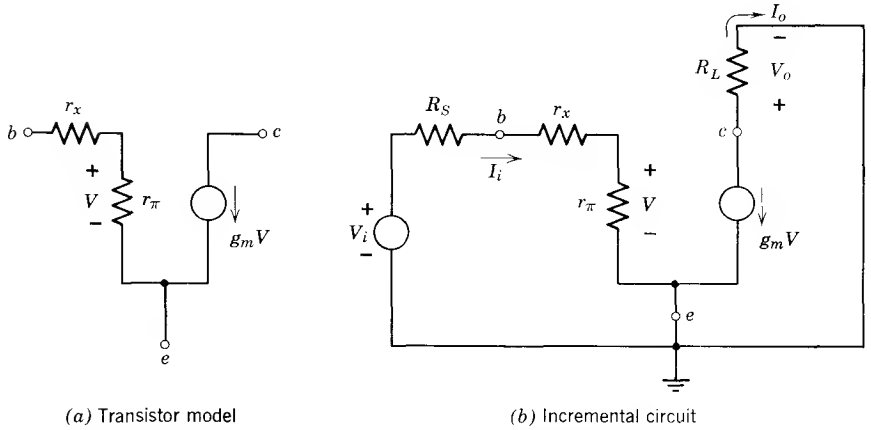 r_x
b
c
+
V
−
r_π
g_mV
e
(a) Transistor model
I_o
−
R_L
V_o
+
R_S
b
r_x
c
I_i
+
V_i
−
r_π
+
V
−
g_mV
e
(b) Incremental circuit